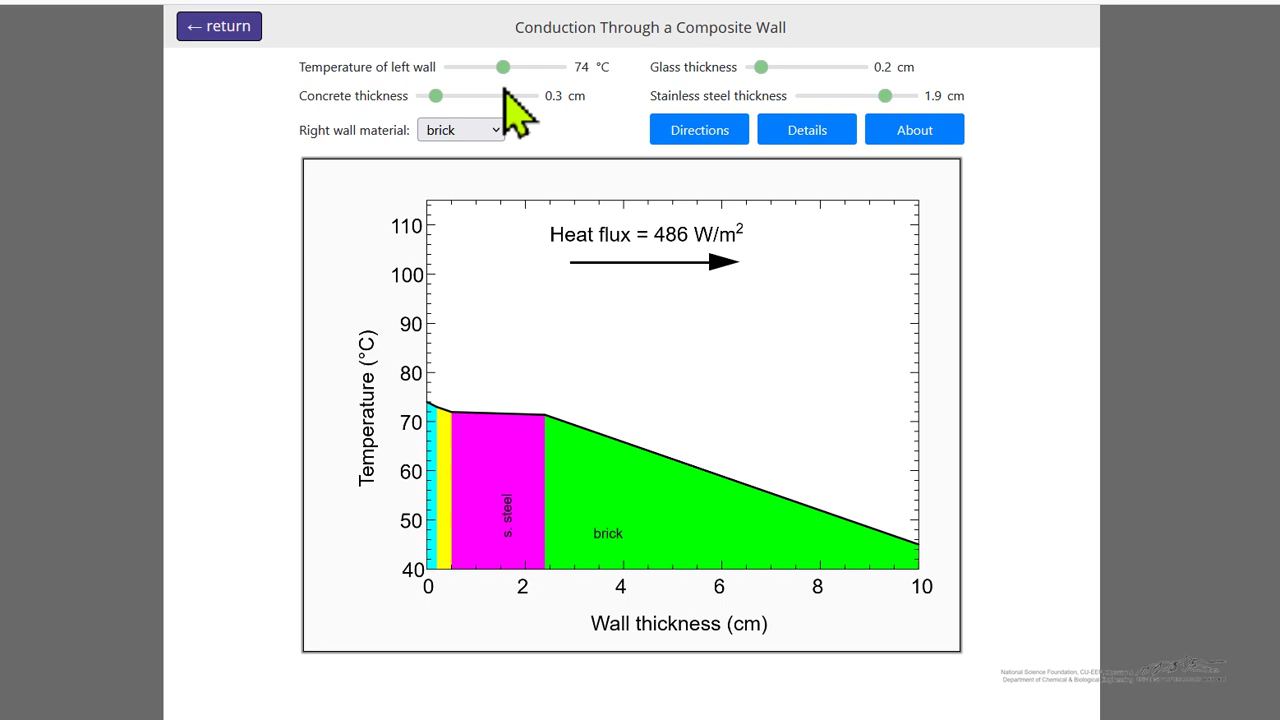 ← return
Conduction Through a Composite Wall
Temperature of left wall 74 °C
Glass thickness 0.2 cm
Concrete thickness 0.3 cm
Stainless steel thickness 1.9 cm
Right wall material: brick
Directions
Details
About
Heat flux = 486 W/m²
110
100
90
80
70
60
50
40
Temperature (°C)
s. steel
brick
0 2 4 6 8 10
Wall thickness (cm)
National Science Foundation, CU-EE
Department of Chemical & Biological Engineering